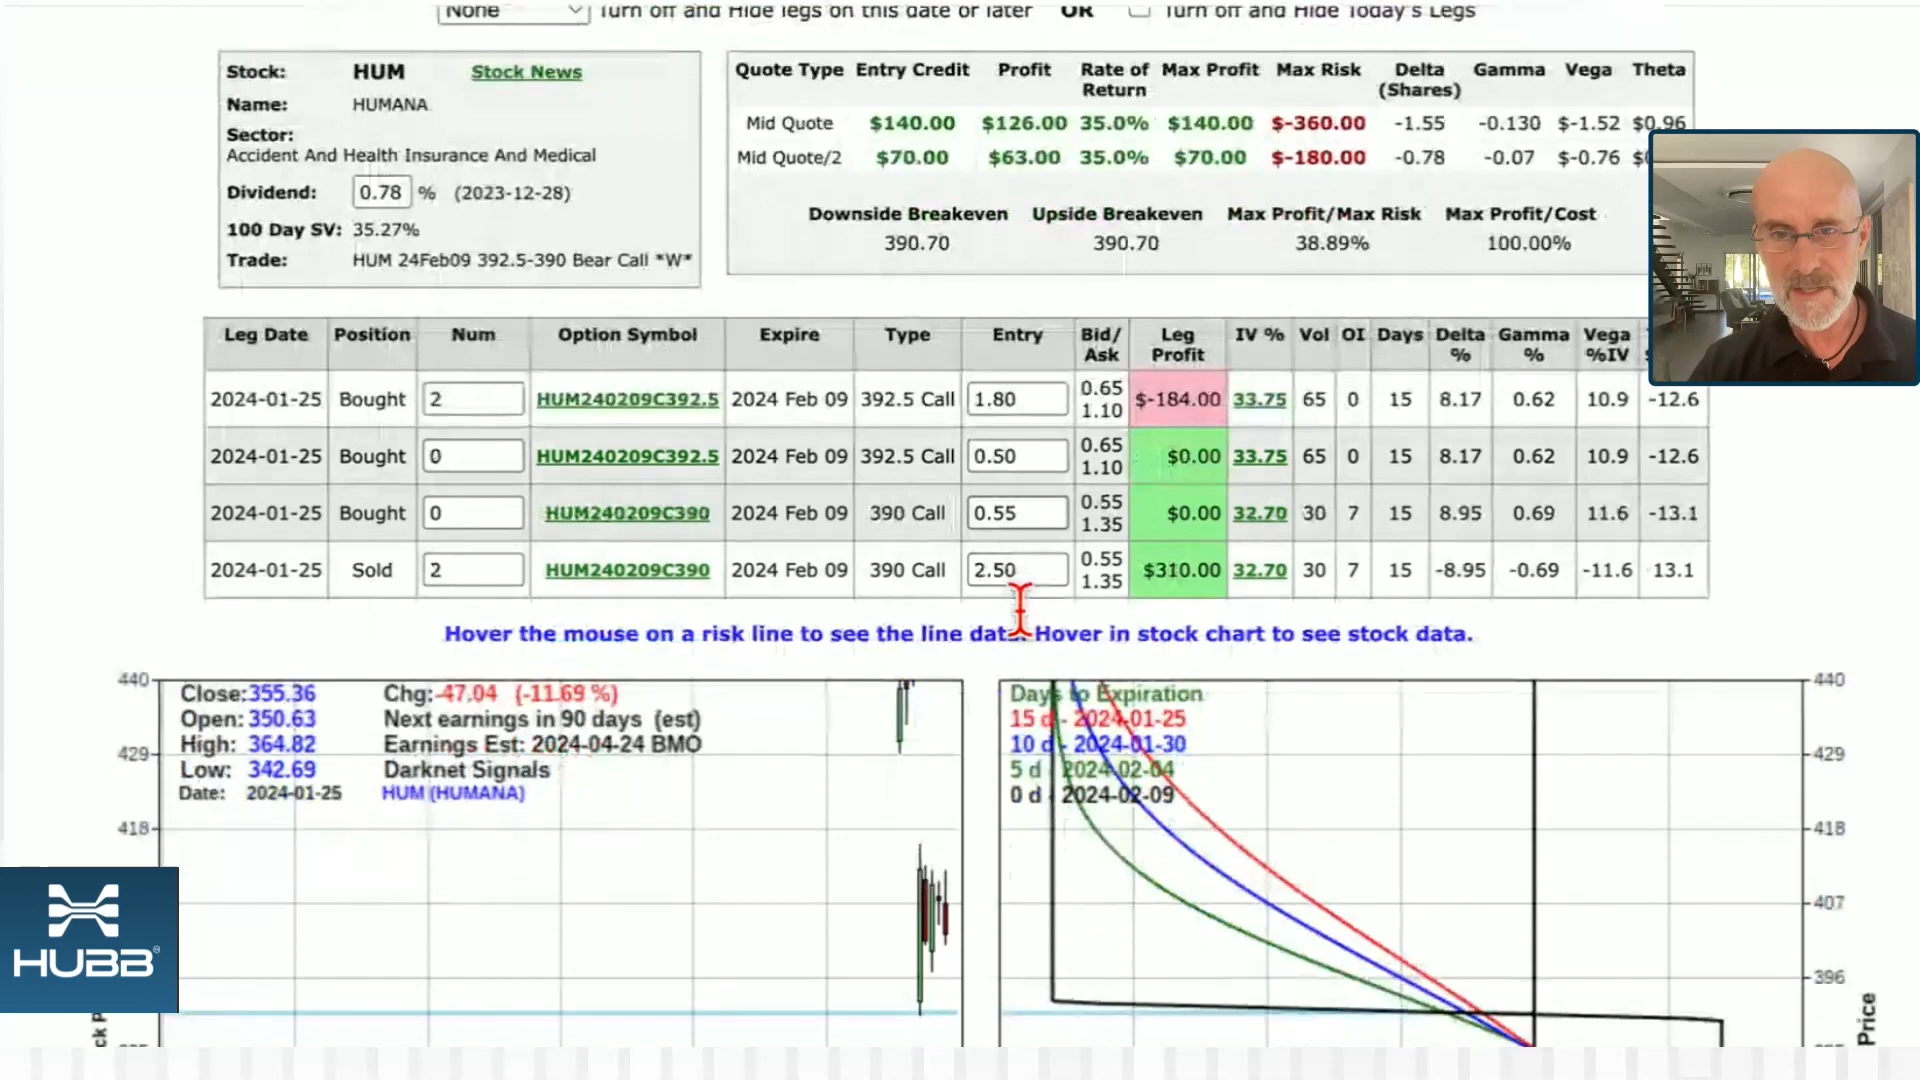 None Turn off and Hide legs on this date or later OR Turn off and Hide Today's Legs
Stock: HUM Stock News
Name: HUMANA
Sector:
Accident And Health Insurance And Medical
Dividend: 0.78 % (2023-12-28)
100 Day SV: 35.27%
Trade: HUM 24Feb09 392.5-390 Bear Call *W*
Quote Type Entry Credit Profit Rate of Return Max Profit Max Risk Delta (Shares) Gamma Vega Theta
Mid Quote $140.00 $126.00 35.0% $140.00 $-360.00 -1.55 -0.130 $-1.52 $0.96
Mid Quote/2 $70.00 $63.00 35.0% $70.00 $-180.00 -0.78 -0.07 $-0.76
Downside Breakeven Upside Breakeven Max Profit/Max Risk Max Profit/Cost
390.70 390.70 38.89% 100.00%
Leg Date Position Num Option Symbol Expire Type Entry Bid/ Ask Leg Profit IV % Vol OI Days Delta % Gamma % Vega %IV
2024-01-25 Bought 2 HUM240209C392.5 2024 Feb 09 392.5 Call 1.80 0.65 1.10 $-184.00 33.75 65 0 15 8.17 0.62 10.9 -12.6
2024-01-25 Bought 0 HUM240209C392.5 2024 Feb 09 392.5 Call 0.50 0.65 1.10 $0.00 33.75 65 0 15 8.17 0.62 10.9 -12.6
2024-01-25 Bought 0 HUM240209C390 2024 Feb 09 390 Call 0.55 0.55 1.35 $0.00 32.70 30 7 15 8.95 0.69 11.6 -13.1
2024-01-25 Sold 2 HUM240209C390 2024 Feb 09 390 Call 2.50 0.55 1.35 $310.00 32.70 30 7 15 -8.95 -0.69 -11.6 13.1
Hover the mouse on a risk line to see the line data. Hover in stock chart to see stock data.
440
429
418
Close:355.36 Chg:-47.04 (-11.69 %)
Open: 350.63 Next earnings in 90 days (est)
High: 364.82 Earnings Est: 2024-04-24 BMO
Low: 342.69 Darknet Signals
Date: 2024-01-25 HUM (HUMANA)
Days to Expiration
15 d - 2024-01-25
10 d - 2024-01-30
5 d - 2024-02-04
0 d - 2024-02-09
440
429
418
407
396
Price
HUBB